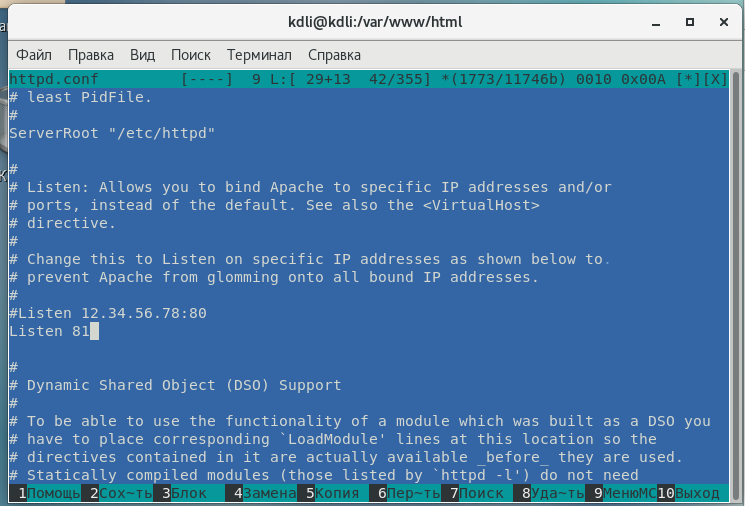 kdli@kdli:/var/www/html
Файл Правка Вид Поиск Терминал Справка
httpd.conf [----] 9 L:[ 29+13 42/355] *(1773/11746b) 0010 0x00A [*][X]
# least PidFile.
#
ServerRoot "/etc/httpd"
#
# Listen: Allows you to bind Apache to specific IP addresses and/or
# ports, instead of the default. See also the <VirtualHost>
# directive.
#
# Change this to Listen on specific IP addresses as shown below to.
# prevent Apache from glomming onto all bound IP addresses.
#
#Listen 12.34.56.78:80
Listen 81
#
# Dynamic Shared Object (DSO) Support
#
# To be able to use the functionality of a module which was built as a DSO you
# have to place corresponding `LoadModule' lines at this location so the
# directives contained in it are actually available _before_ they are used.
# Statically compiled modules (those listed by `httpd -l') do not need
1Помощь 2Сох~ть 3Блок 4Замена 5Копия 6Пер~ть 7Поиск 8Уда~ть 9МенюMC 10Выход